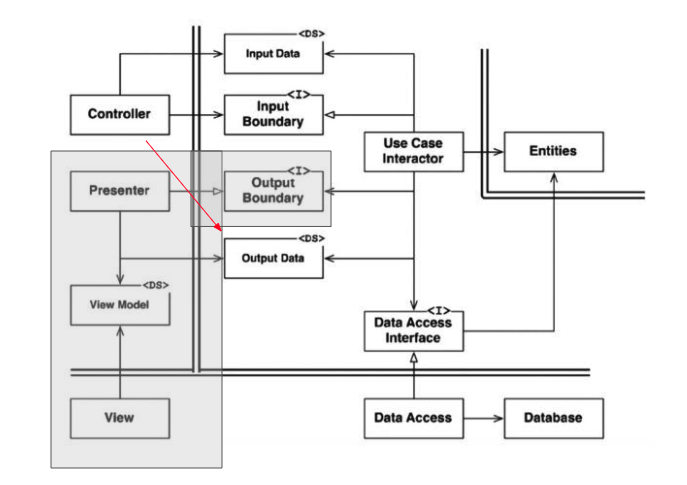 <DS>
Input Data
<I>
Controller
Input
Boundary
Use Case
Interactor
Entities
<I>
Presenter
Output
Boundary
<DS>
Output Data
<DS>
View Model
<I>
Data Access
Interface
View
Data Access
Database